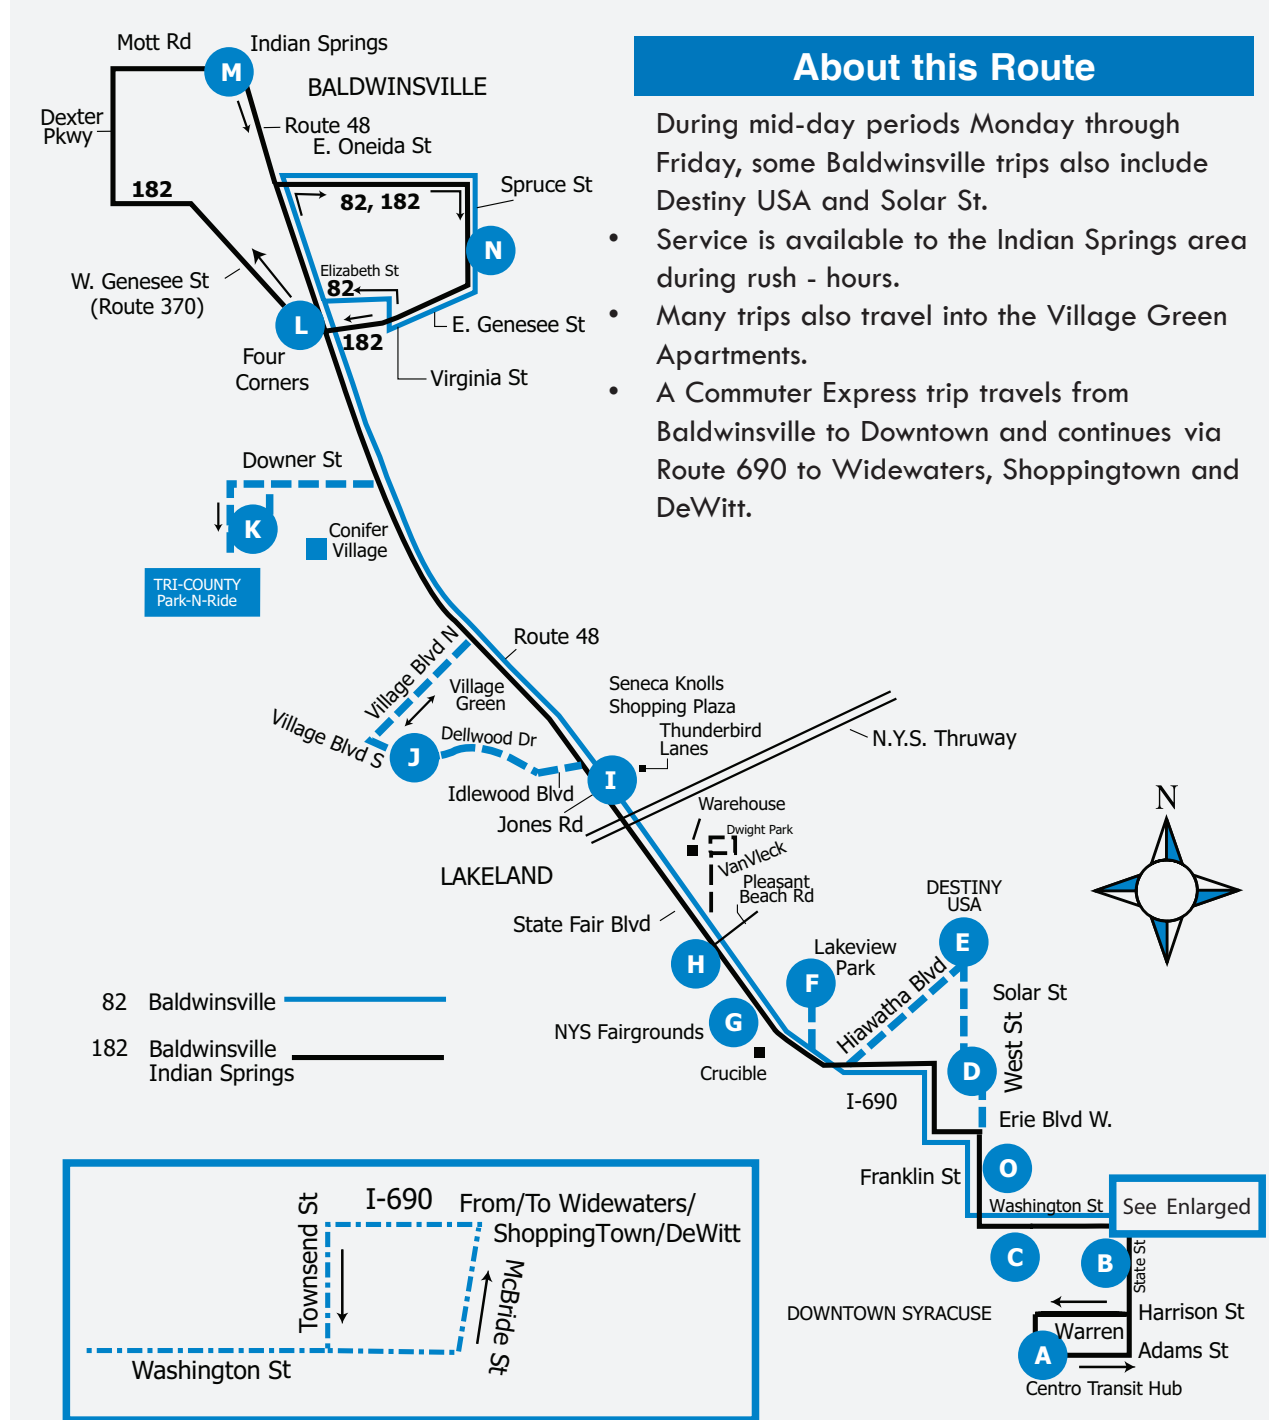 Mott Rd
Indian Springs
M
BALDWINSVILLE
Dexter
Pkwy
Route 48
E. Oneida St
182
82, 182
Spruce St
N
W. Genesee St
(Route 370)
Elizabeth St
82
L
182
E. Genesee St
Four
Corners
Virginia St
About this Route
During mid-day periods Monday through
Friday, some Baldwinsville trips also include
Destiny USA and Solar St.
• Service is available to the Indian Springs area
during rush - hours.
• Many trips also travel into the Village Green
Apartments.
• A Commuter Express trip travels from
Baldwinsville to Downtown and continues via
Route 690 to Widewaters, Shoppingtown and
DeWitt.
Downer St
K
Conifer
Village
TRI-COUNTY
Park-N-Ride
Route 48
Village Blvd N
Village
Green
Village Blvd S
J
Dellwood Dr
Idlewood Blvd
Seneca Knolls
Shopping Plaza
Thunderbird
Lanes
I
Jones Rd
N.Y.S. Thruway
Warehouse
Dwight Park
VanVleck
Pleasant
Beach Rd
LAKELAND
State Fair Blvd
N
H
Lakeview
Park
F
DESTINY
USA
E
Hiawatha Blvd
Solar St
West St
D
G
NYS Fairgrounds
Crucible
I-690
Erie Blvd W.
O
Franklin St
Washington St
See Enlarged
C
B
State St
DOWNTOWN SYRACUSE
Harrison St
Warren
A
Adams St
Centro Transit Hub
82 Baldwinsville
182 Baldwinsville
Indian Springs
Townsend St
I-690
From/To Widewaters/
ShoppingTown/DeWitt
McBride St
Washington St